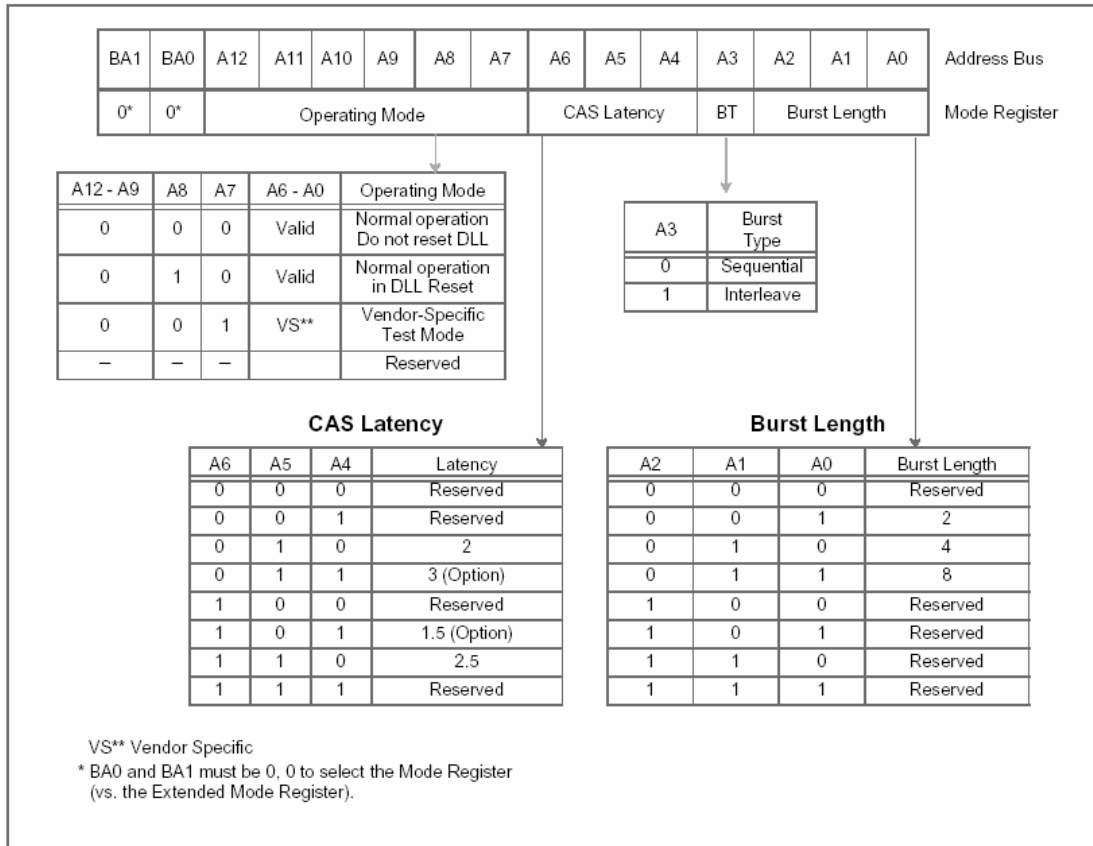 BA1 BA0 A12 A11 A10 A9 A8 A7 A6 A5 A4 A3 A2 A1 A0 Address Bus
0* 0* Operating Mode CAS Latency BT Burst Length Mode Register
A12 - A9 A8 A7 A6 - A0 Operating Mode
0 0 0 Valid Normal operation
Do not reset DLL
0 1 0 Valid Normal operation
in DLL Reset
0 0 1 VS** Vendor-Specific
Test Mode
– – – Reserved
A3 Burst
Type
0 Sequential
1 Interleave
CAS Latency
A6 A5 A4 Latency
0 0 0 Reserved
0 0 1 Reserved
0 1 0 2
0 1 1 3 (Option)
1 0 0 Reserved
1 0 1 1.5 (Option)
1 1 0 2.5
1 1 1 Reserved
Burst Length
A2 A1 A0 Burst Length
0 0 0 Reserved
0 0 1 2
0 1 0 4
0 1 1 8
1 0 0 Reserved
1 0 1 Reserved
1 1 0 Reserved
1 1 1 Reserved
VS** Vendor Specific
* BA0 and BA1 must be 0, 0 to select the Mode Register
(vs. the Extended Mode Register).